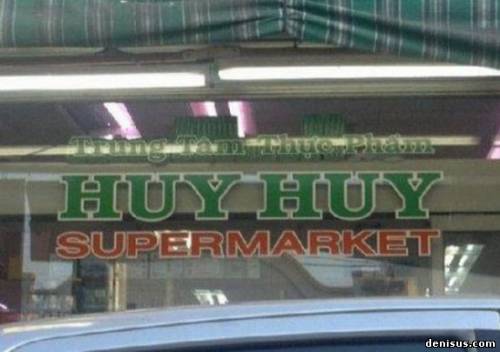 Trung Tâm Thực Phẩm
HUY HUY
SUPERMARKET
denisus.com